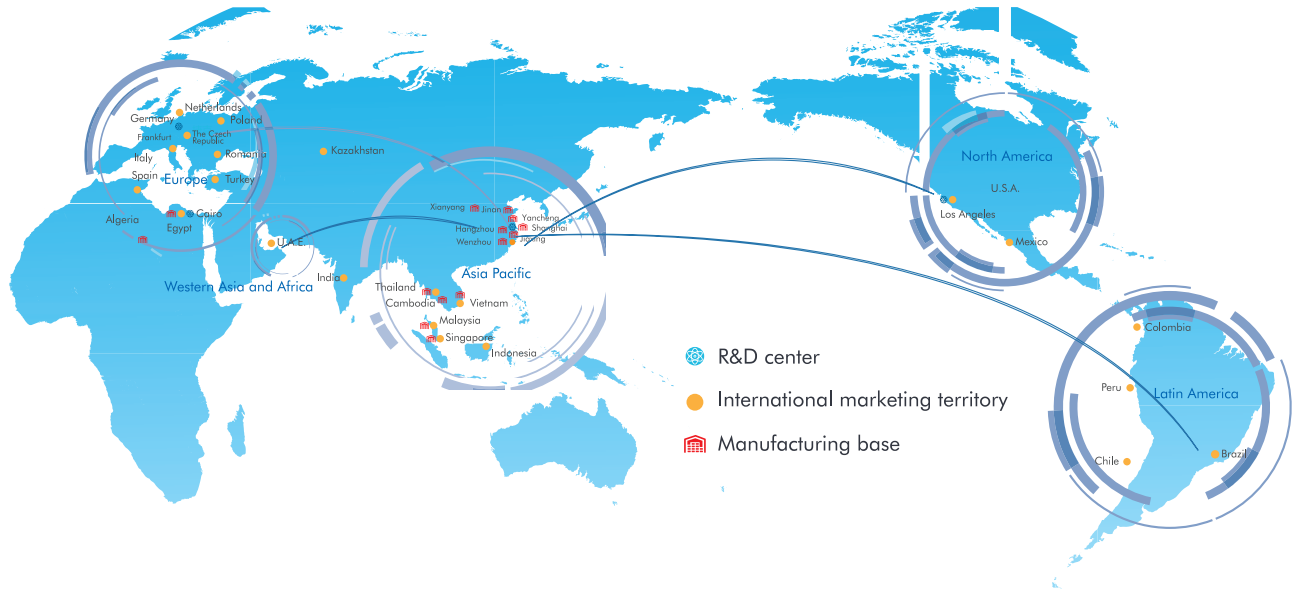 Netherlands
Germany
Poland
Frankfurt
The Czech
Republic
Italy
Romania
Kazakhstan
Spain
Europe
Turkey
Algeria
Cairo
Egypt
U.A.E.
Western Asia and Africa
Xianyang
Jinan
Yancheng
Hangzhou
Shanghai
Wenzhou
Jiaxing
Asia Pacific
India
Thailand
Cambodia
Vietnam
Malaysia
Singapore
Indonesia
North America
U.S.A.
Los Angeles
Mexico
Colombia
Peru
Latin America
Chile
Brazil
R&D center
International marketing territory
Manufacturing base